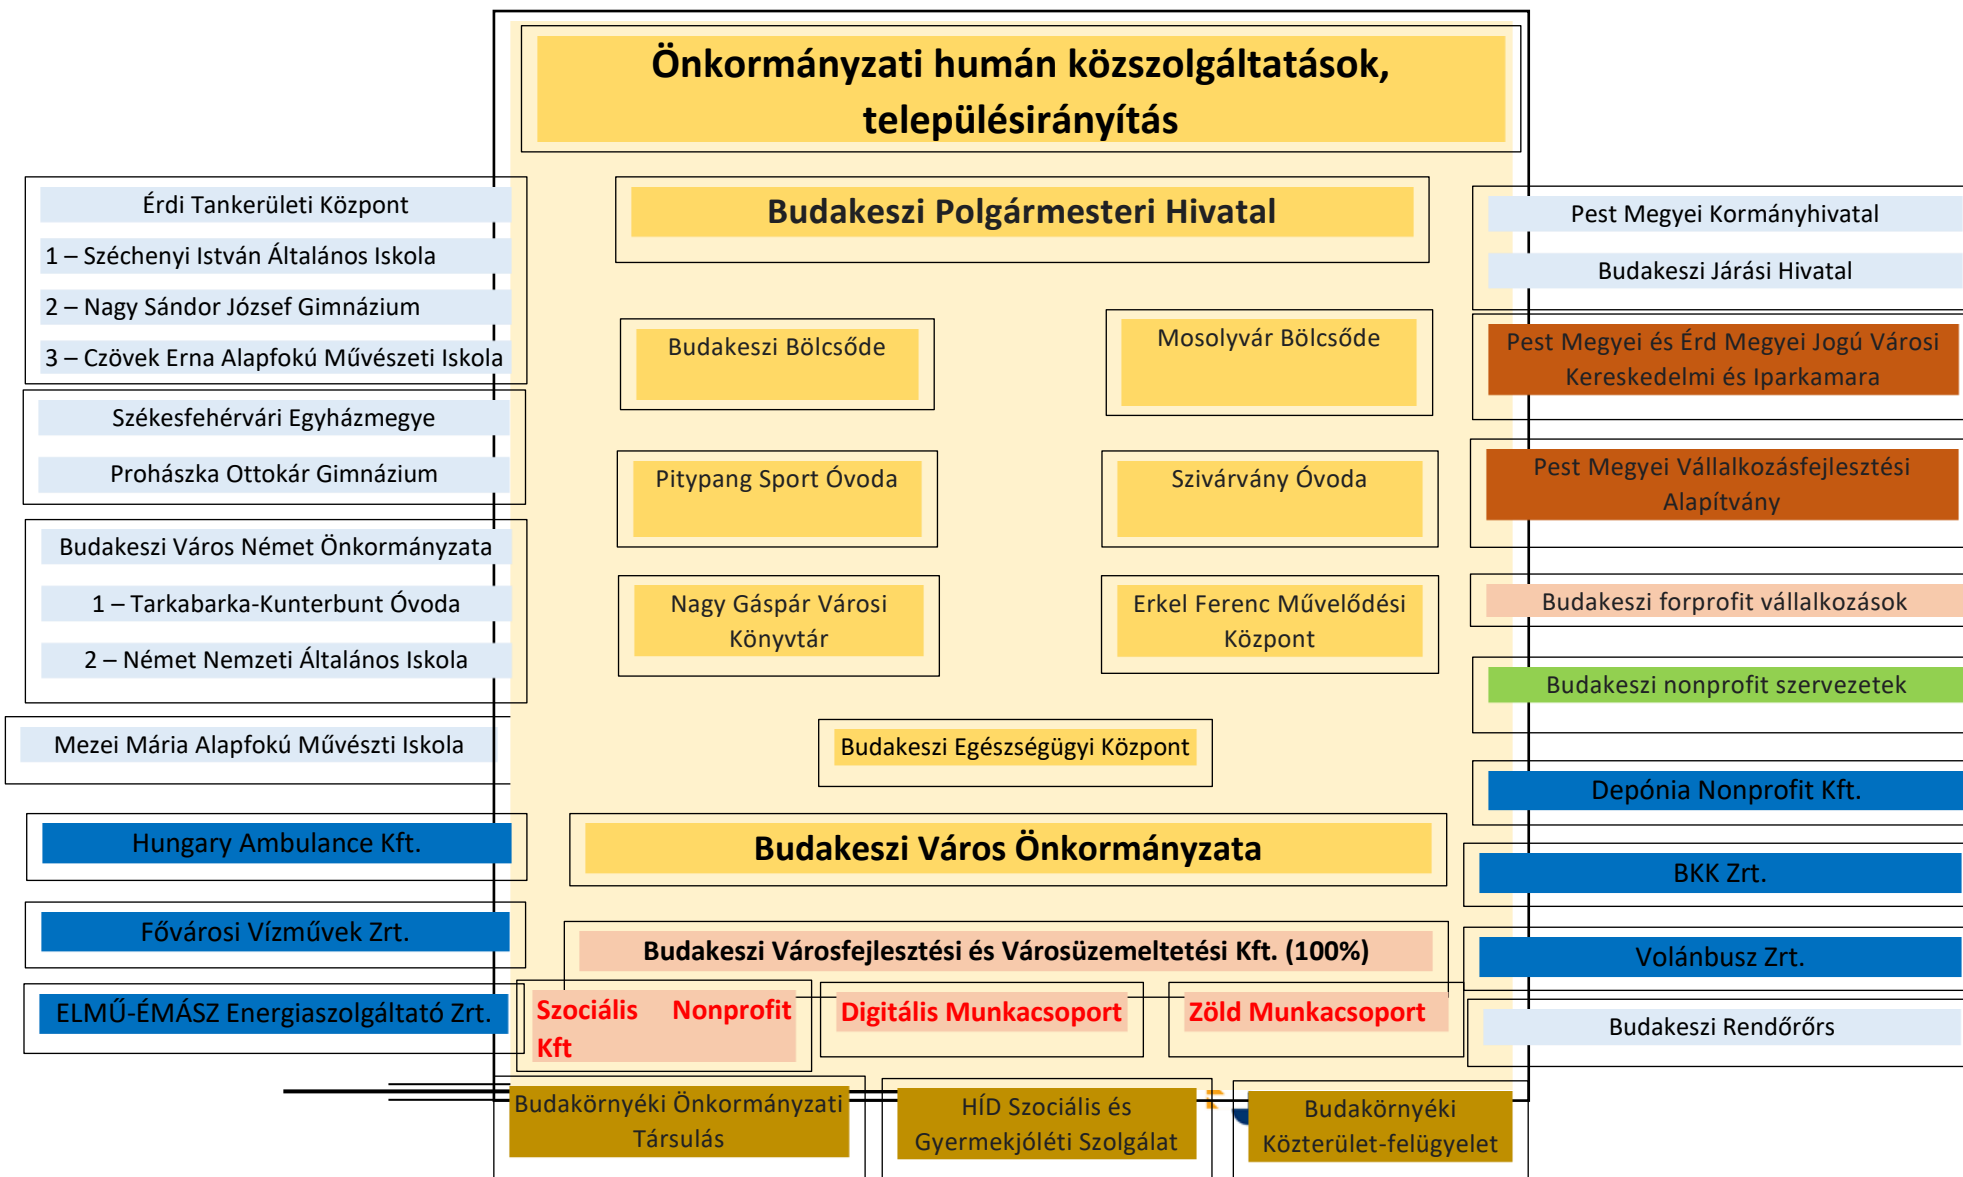 Önkormányzati humán közszolgáltatások,
településirányítás
Érdi Tankerületi Központ
1 – Széchenyi István Általános Iskola
2 – Nagy Sándor József Gimnázium
3 – Czövek Erna Alapfokú Művészeti Iskola
Székesfehérvári Egyházmegye
Prohászka Ottokár Gimnázium
Budakeszi Város Német Önkormányzata
1 – Tarkabarka-Kunterbunt Óvoda
2 – Német Nemzeti Általános Iskola
Mezei Mária Alapfokú Művészti Iskola
Hungary Ambulance Kft.
Fővárosi Vízművek Zrt.
ELMŰ-ÉMÁSZ Energiaszolgáltató Zrt.
Budakeszi Polgármesteri Hivatal
Budakeszi Bölcsőde
Mosolyvár Bölcsőde
Pitypang Sport Óvoda
Szivárvány Óvoda
Nagy Gáspár Városi
Könyvtár
Erkel Ferenc Művelődési
Központ
Budakeszi Egészségügyi Központ
Budakeszi Város Önkormányzata
Budakeszi Városfejlesztési és Városüzemeltetési Kft. (100%)
Szociális Nonprofit
Kft
Digitális Munkacsoport
Zöld Munkacsoport
Budakörnyéki Önkormányzati
Társulás
HÍD Szociális és
Gyermekjóléti Szolgálat
Budakörnyéki
Közterület-felügyelet
Pest Megyei Kormányhivatal
Budakeszi Járási Hivatal
Pest Megyei és Érd Megyei Jogú Városi
Kereskedelmi és Iparkamara
Pest Megyei Vállalkozásfejlesztési
Alapítvány
Budakeszi forprofit vállalkozások
Budakeszi nonprofit szervezetek
Depónia Nonprofit Kft.
BKK Zrt.
Volánbusz Zrt.
Budakeszi Rendőrőrs